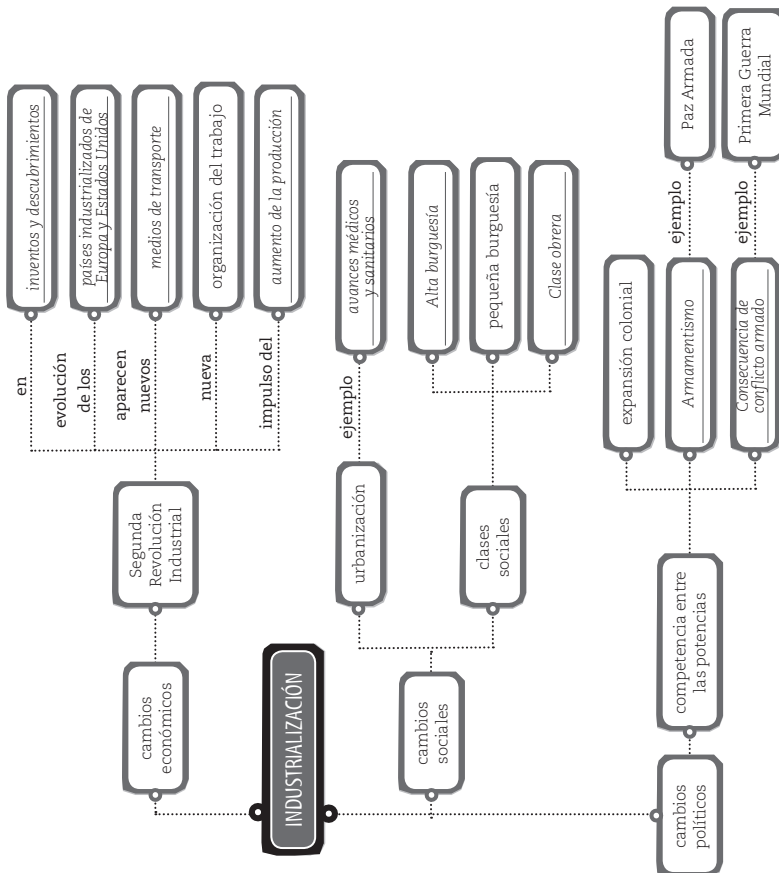 INDUSTRIALIZACIÓN
cambios
económicos
Segunda
Revolución
Industrial
en
inventos y descubrimientos
evolución
de los
países industrializados de
Europa y Estados Unidos
aparecen
nuevos
medios de transporte
nueva
organización del trabajo
impulso del
aumento de la producción
cambios
sociales
urbanización
ejemplo
avances médicos
y sanitarios
clases
sociales
Alta burguesía
pequeña burguesía
Clase obrera
cambios
políticos
competencia entre
las potencias
expansión colonial
Armamentismo
ejemplo
Paz Armada
Consecuencia de
conflicto armado
ejemplo
Primera Guerra
Mundial